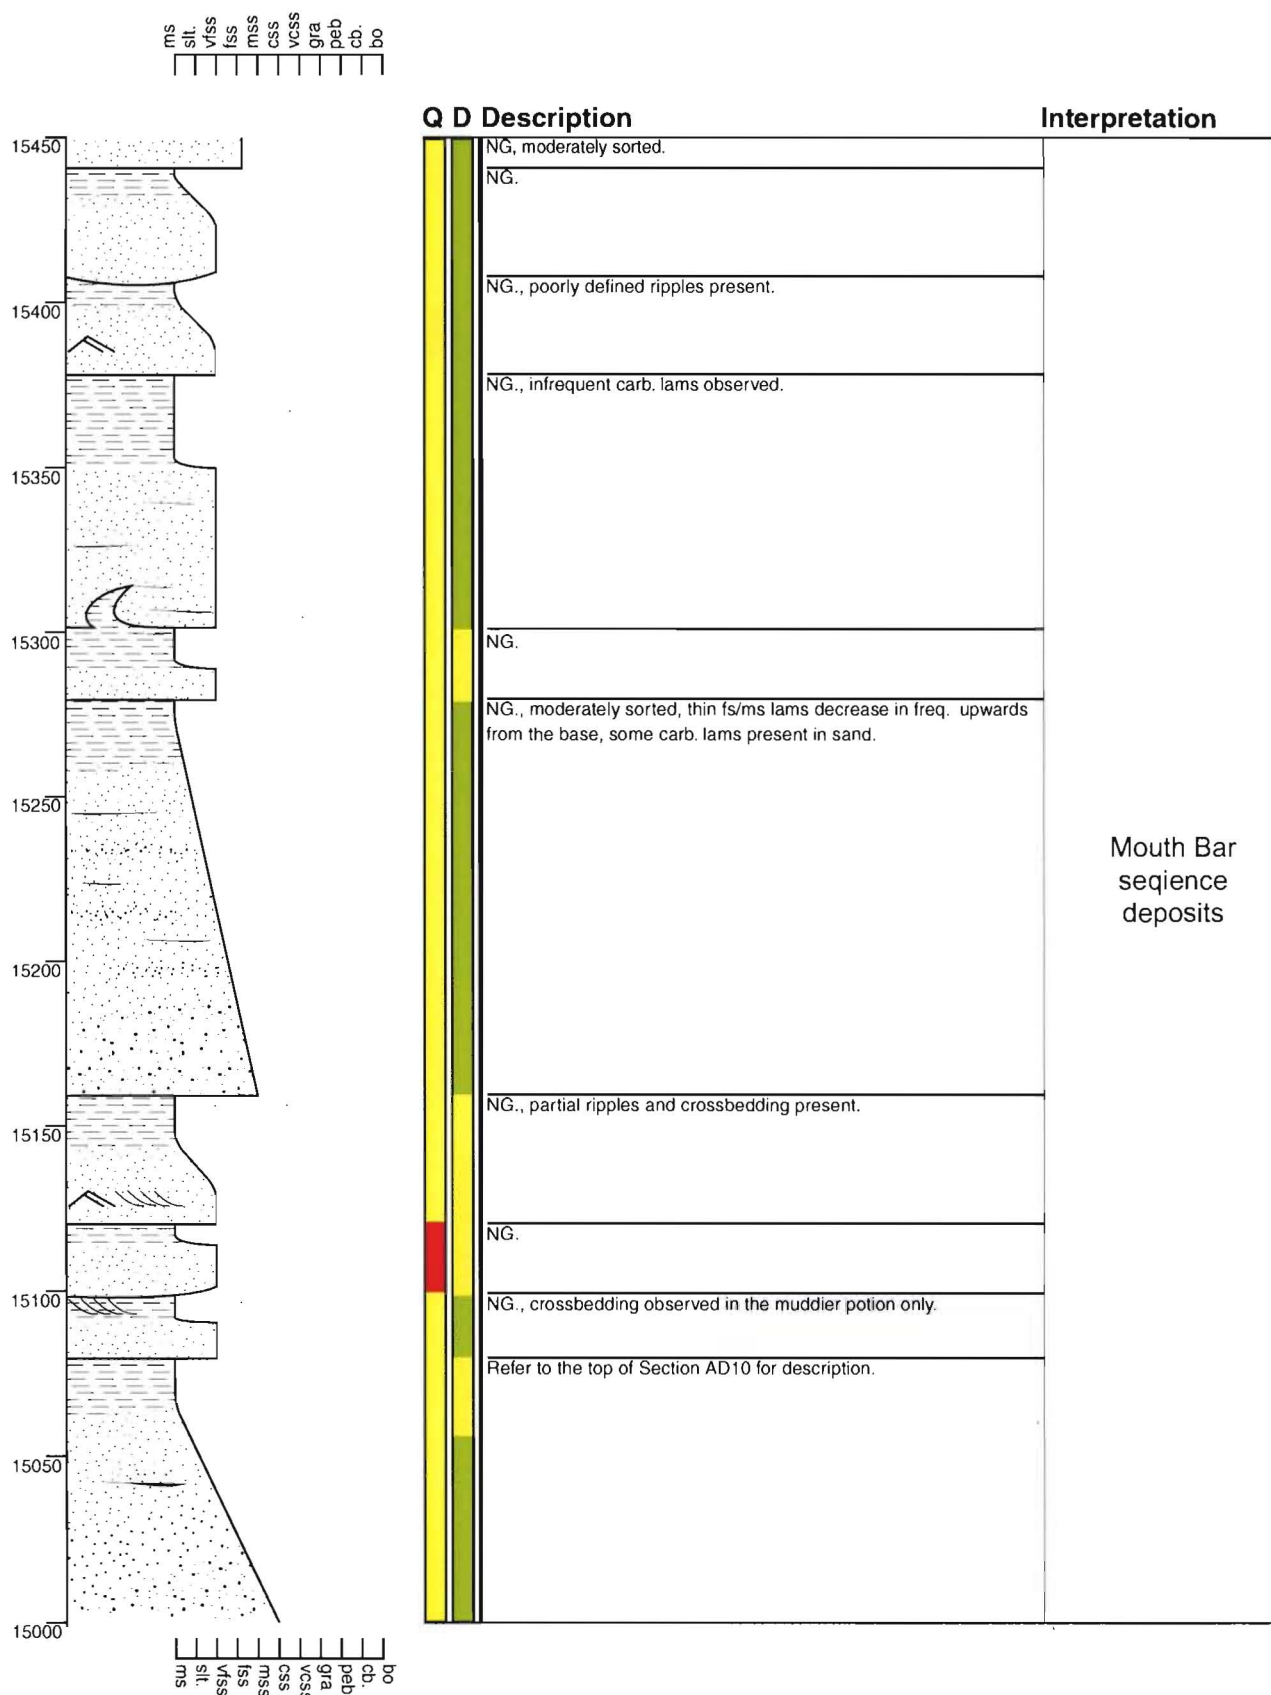 ms slt. vfss fss mss css vcss gra peb cb. bo
Q D Description Interpretation
15450
NG, moderately sorted.
NG.
NG., poorly defined ripples present.
15400
NG., infrequent carb. lams observed.
15350
15300
NG.
NG., moderately sorted, thin fs/ms lams decrease in freq. upwards
from the base, some carb. lams present in sand.
15250
Mouth Bar
seqience
deposits
15200
NG., partial ripples and crossbedding present.
15150
NG.
15100
NG., crossbedding observed in the muddier potion only.
Refer to the top of Section AD10 for description.
15050
15000
ms slt. vfss fss mss css vcss gra peb cb. bo